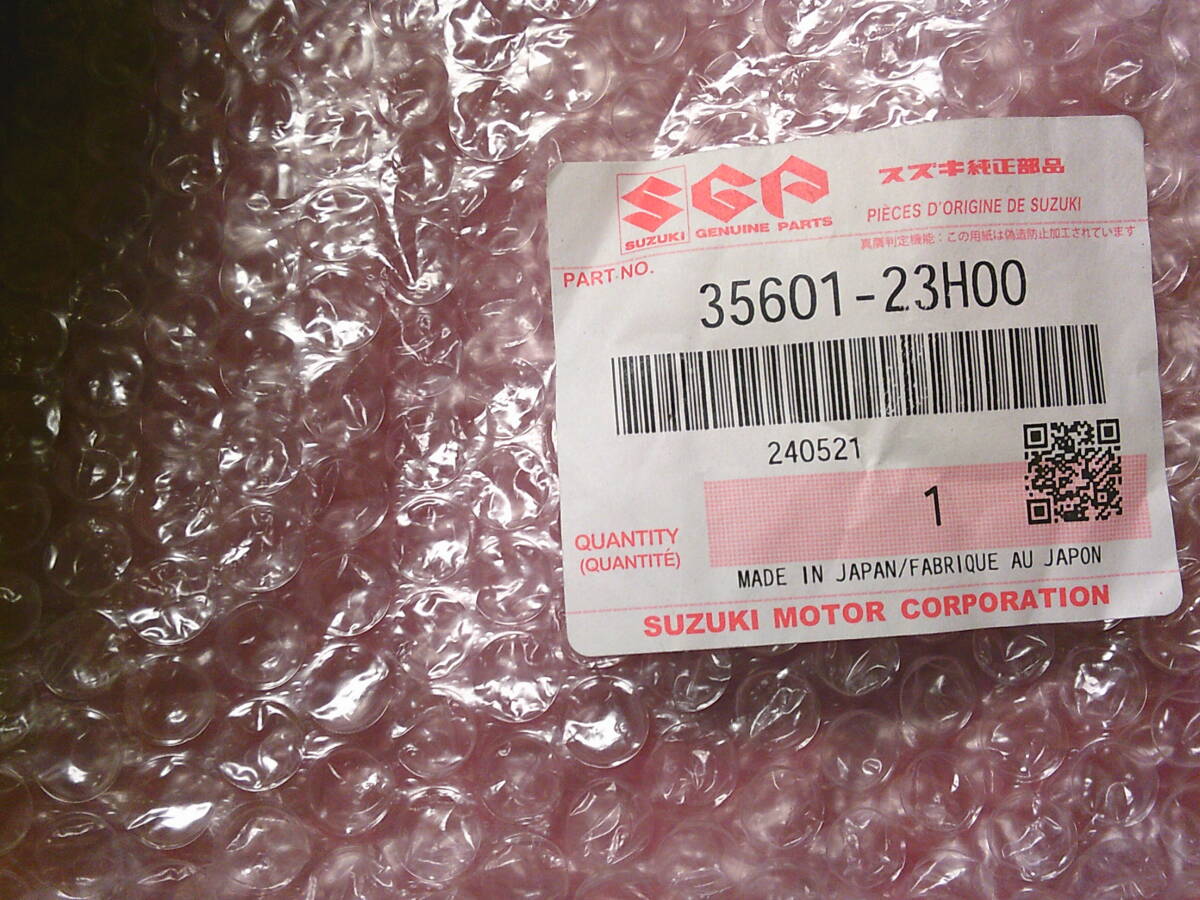 SGP
SUZUKI GENUINE PARTS
スズキ純正部品
PIÈCES D'ORIGINE DE SUZUKI
真贋判定機能:この用紙は偽造防止加工されています
PART NO.
35601-23H00
240521
1
QUANTITY
(QUANTITÉ)
MADE IN JAPAN/FABRIQUE AU JAPON
SUZUKI MOTOR CORPORATION